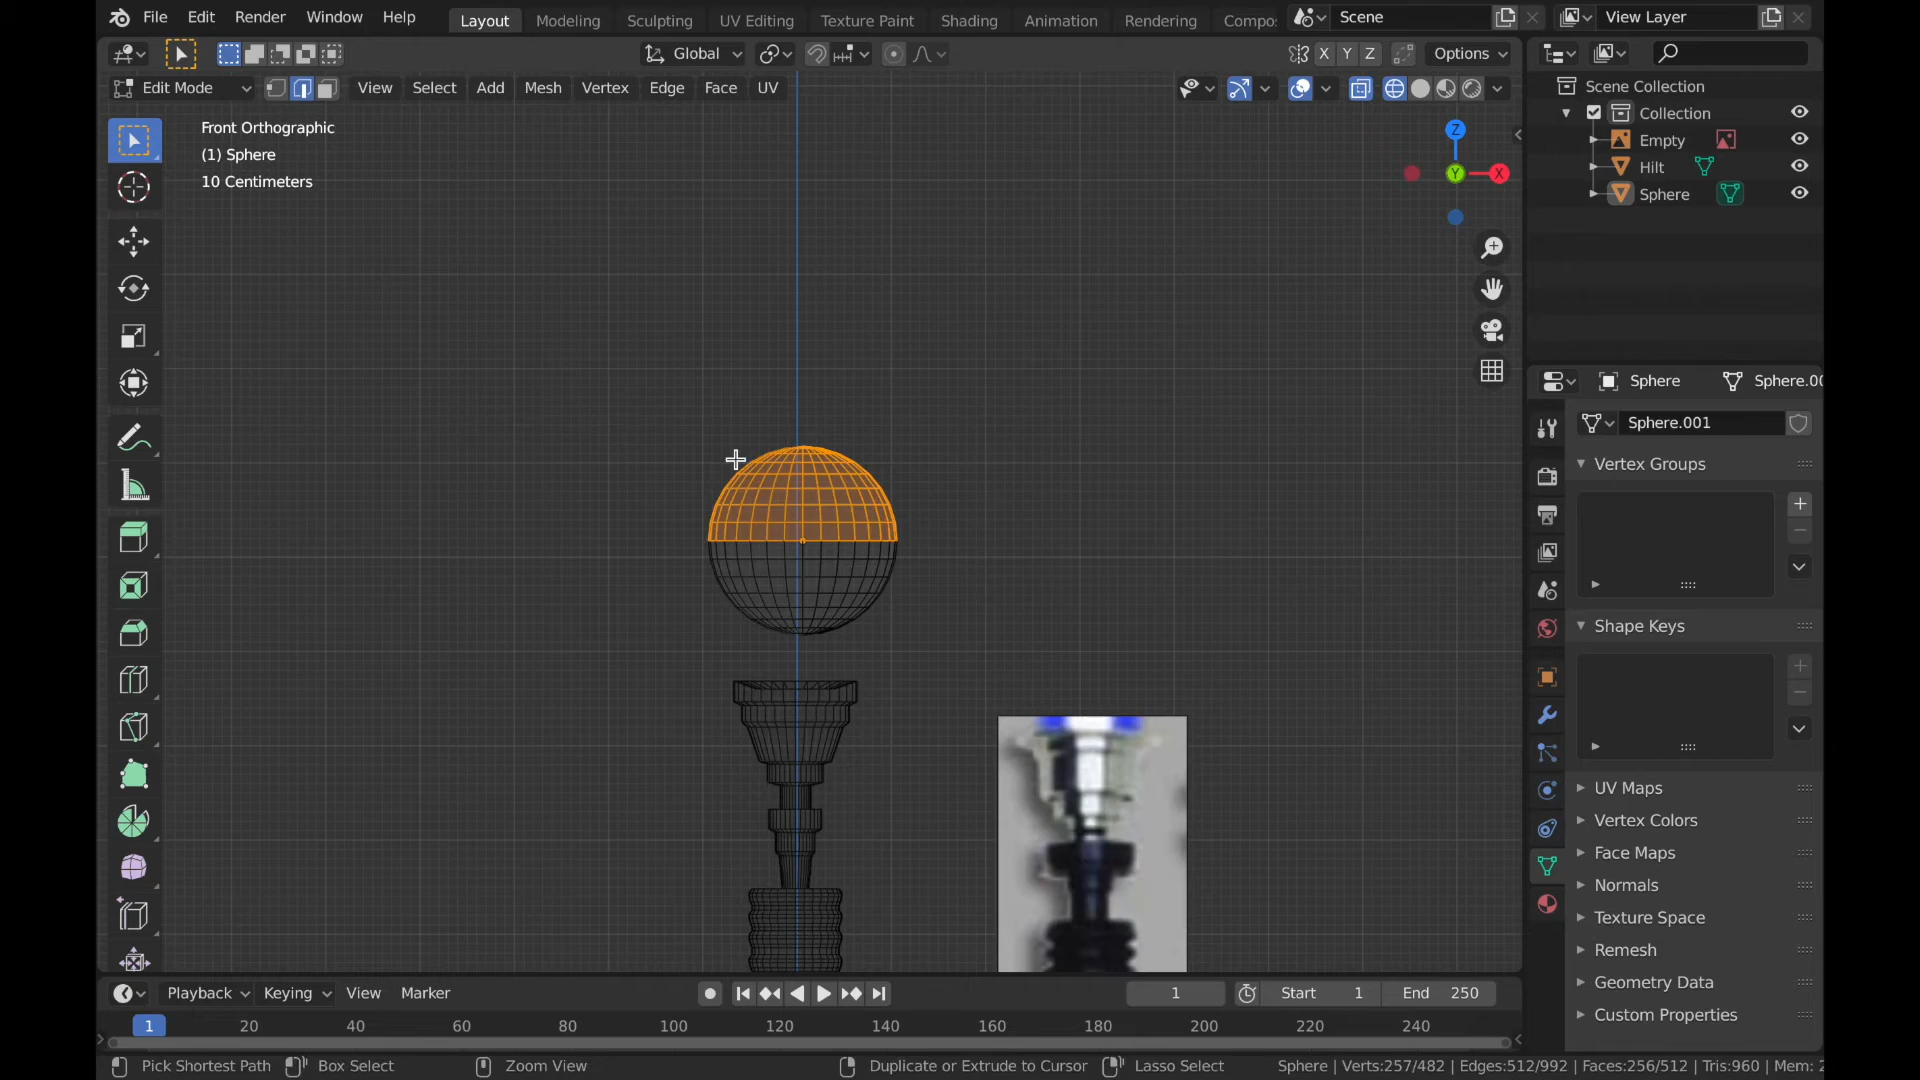 File Edit Render Window Help Layout Modeling Sculpting UV Editing Texture Paint Shading Animation Rendering Compos Scene View Layer
Global X Y Z Options
Edit Mode View Select Add Mesh Vertex Edge Face UV
Scene Collection
Collection
Empty
Hilt
Sphere
Front Orthographic
(1) Sphere
10 Centimeters
Z
Y
X
Sphere Sphere.00
Sphere.001
Vertex Groups
Shape Keys
UV Maps
Vertex Colors
Face Maps
Normals
Texture Space
Remesh
Geometry Data
Custom Properties
Playback Keying View Marker 1 Start 1 End 250
1 20 40 60 80 100 120 140 160 180 200 220 240
Pick Shortest Path Box Select Zoom View Duplicate or Extrude to Cursor Lasso Select Sphere | Verts:257/482 | Edges:512/992 | Faces:256/512 | Tris:960 | Mem: 2